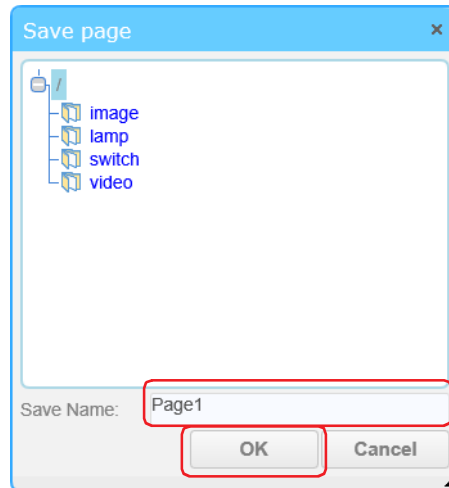 Save page ×
/
image
lamp
switch
video
Save Name: Page1
OK Cancel